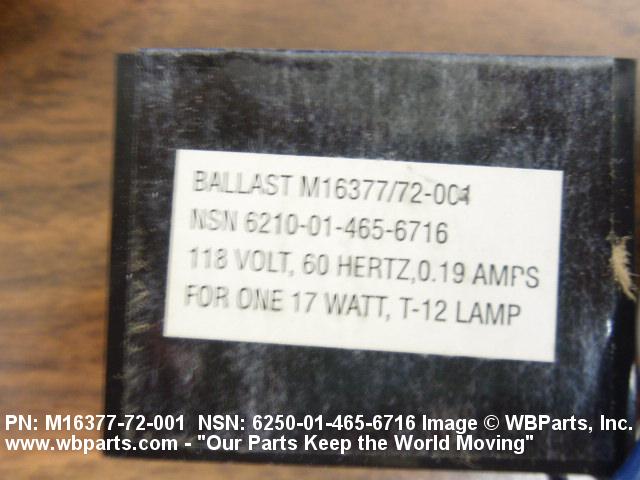 BALLAST M16377/72-001
NSN 6210-01-465-6716
118 VOLT, 60 HERTZ,0.19 AMPS
FOR ONE 17 WATT, T-12 LAMP
PN: M16377-72-001 NSN: 6250-01-465-6716 Image © WBParts, Inc.
www.wbparts.com - "Our Parts Keep the World Moving"